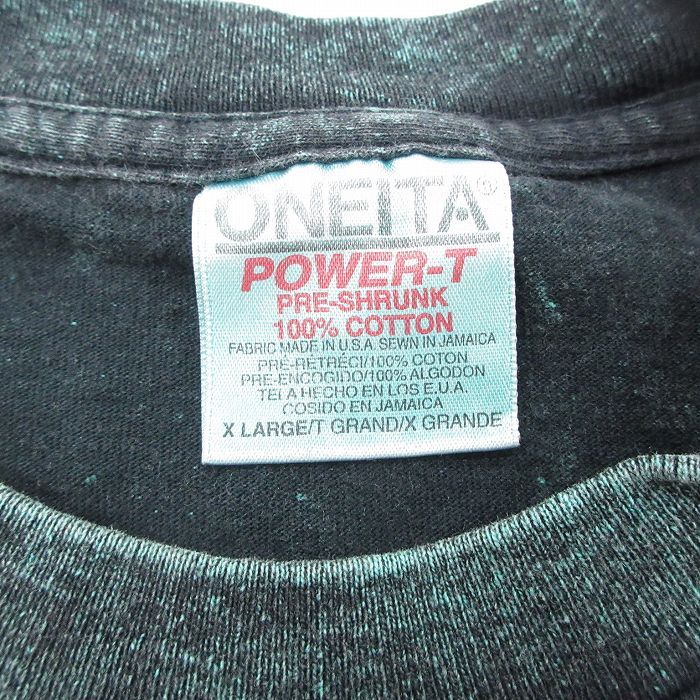 ONEITA®
POWER-T
PRE-SHRUNK
100% COTTON
FABRIC MADE IN U.S.A. SEWN IN JAMAICA
PRÉ-RÉTRÉCI/100% COTON
PRE-ENCOGIDO/100% ALGODON
TELA HECHO EN LOS E.U.A.
COSIDO EN JAMAICA
X LARGE/T GRAND/X GRANDE